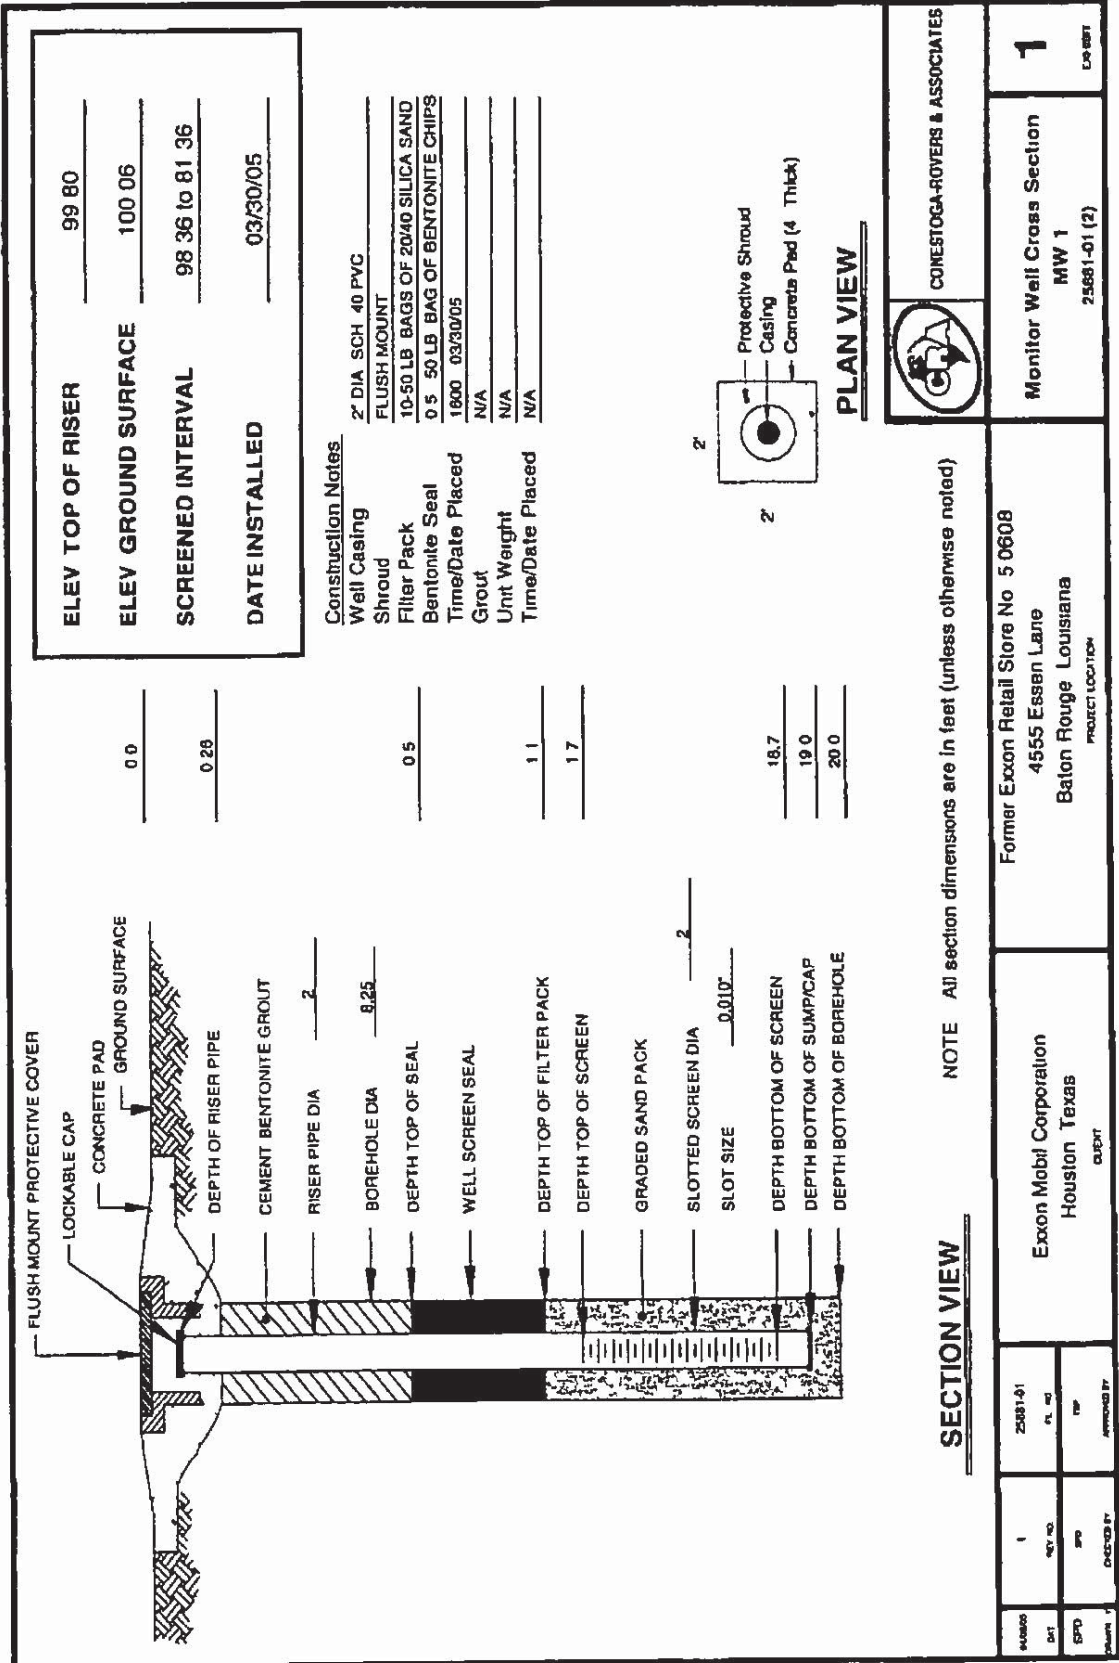 FLUSH MOUNT PROTECTIVE COVER
LOCKABLE CAP
CONCRETE PAD
GROUND SURFACE
0 0
DEPTH OF RISER PIPE
0 26
CEMENT BENTONITE GROUT
RISER PIPE DIA 2
BOREHOLE DIA 8.25
DEPTH TOP OF SEAL
0 5
WELL SCREEN SEAL
DEPTH TOP OF FILTER PACK
1 1
DEPTH TOP OF SCREEN
1 7
GRADED SAND PACK
SLOTTED SCREEN DIA 2
SLOT SIZE 0.010"
DEPTH BOTTOM OF SCREEN
18.7
DEPTH BOTTOM OF SUMP/CAP
19 0
DEPTH BOTTOM OF BOREHOLE
20 0
ELEV TOP OF RISER 99 80
ELEV GROUND SURFACE 100 06
SCREENED INTERVAL 98 36 to 81 36
DATE INSTALLED 03/30/05
Construction Notes
Well Casing 2" DIA SCH 40 PVC
Shroud FLUSH MOUNT
Filter Pack 10-50 LB BAGS OF 20/40 SILICA SAND
Bentonite Seal 0 5 50 LB BAG OF BENTONITE CHIPS
Time/Date Placed 1600 03/30/05
Grout N/A
Unit Weight N/A
Time/Date Placed N/A
2'
2'
Protective Shroud
Casing
Concrete Pad (4 Thick)
PLAN VIEW
SECTION VIEW
NOTE All section dimensions are in feet (unless otherwise noted)
CONESTOGA-ROVERS & ASSOCIATES
1
REV NO.
25881-01
SPD
SPD
CHECKED BY
APPROVED BY
Exxon Mobil Corporation
Houston Texas
CLIENT
Former Exxon Retail Store No 5 0608
4555 Essen Lane
Baton Rouge Louisiana
PROJECT LOCATION
Monitor Well Cross Section
MW 1
25881-01 (2)
1
EXHIBIT